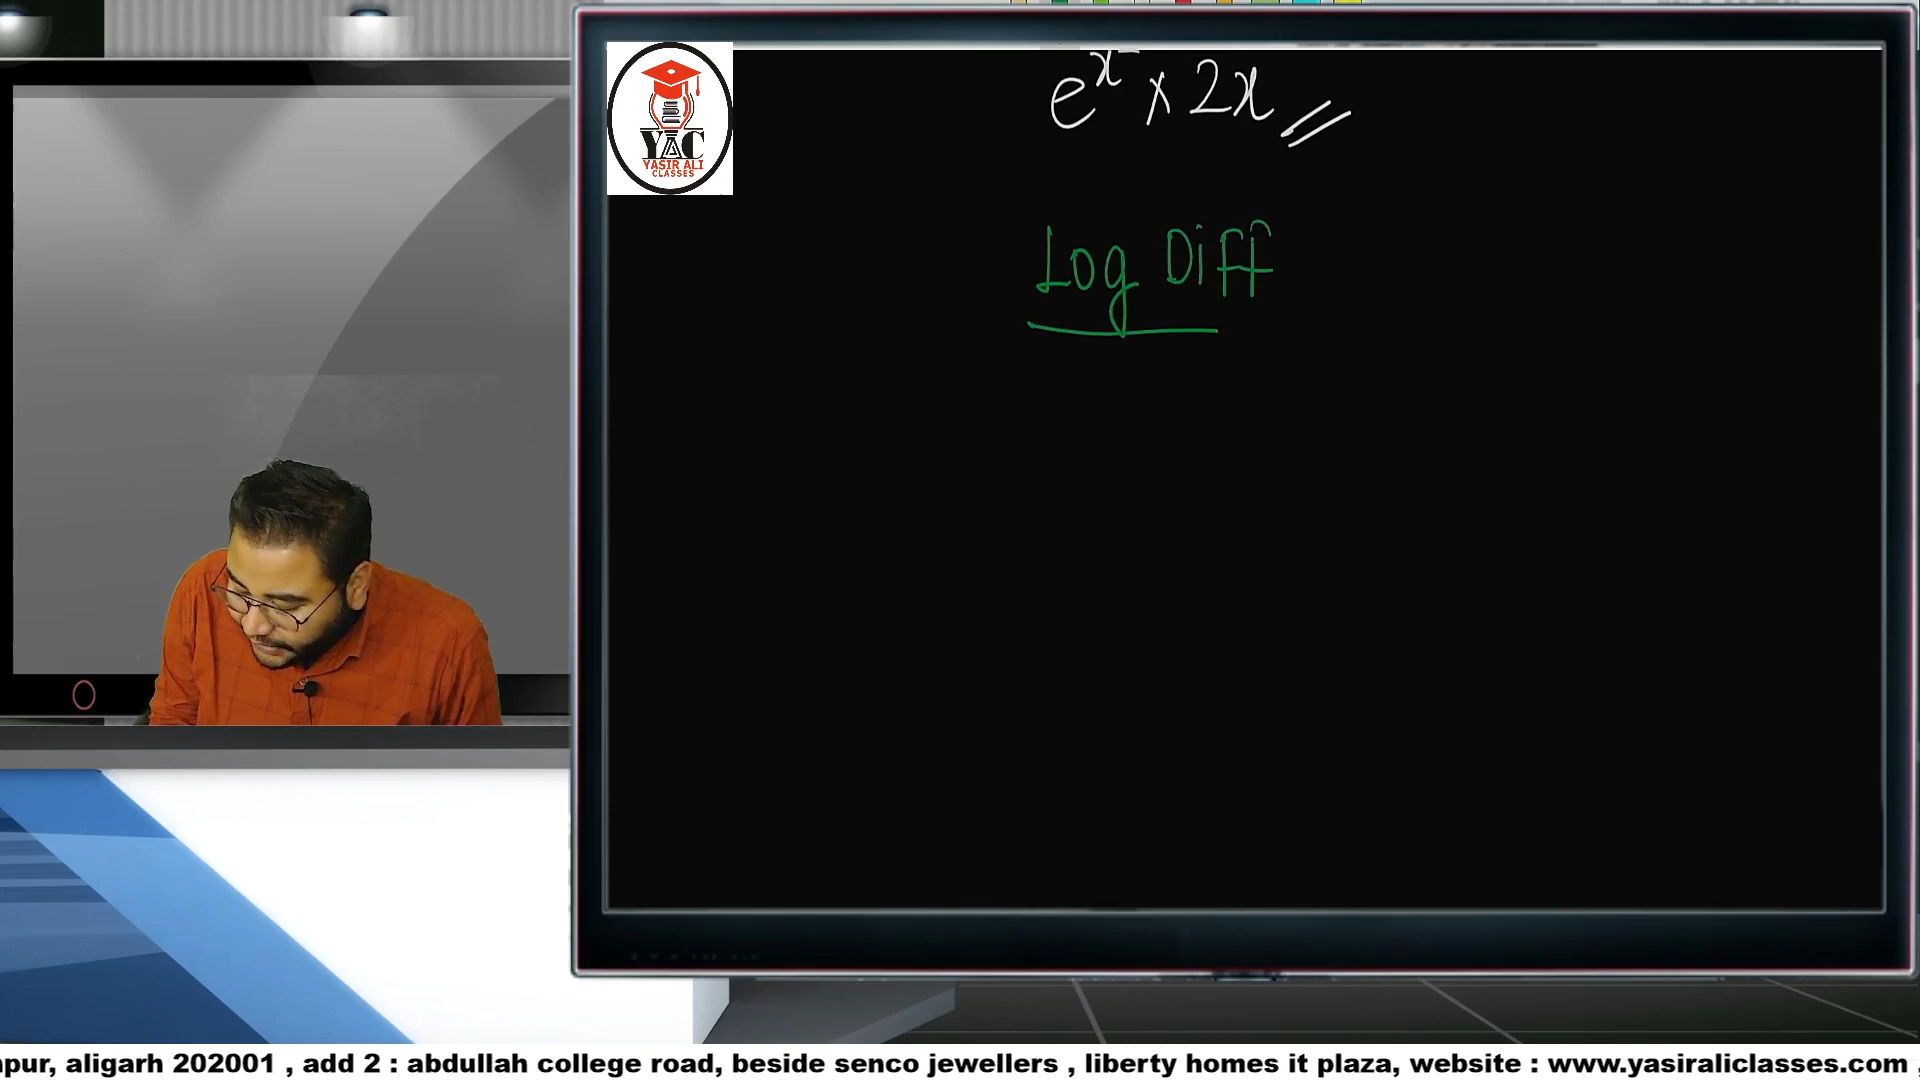 e^x × 2x
YAC
YASIR ALI
CLASSES
Log Diff
pur, aligarh 202001 , add 2 : abdullah college road, beside senco jewellers , liberty homes it plaza, website : www.yasiraliclasses.com